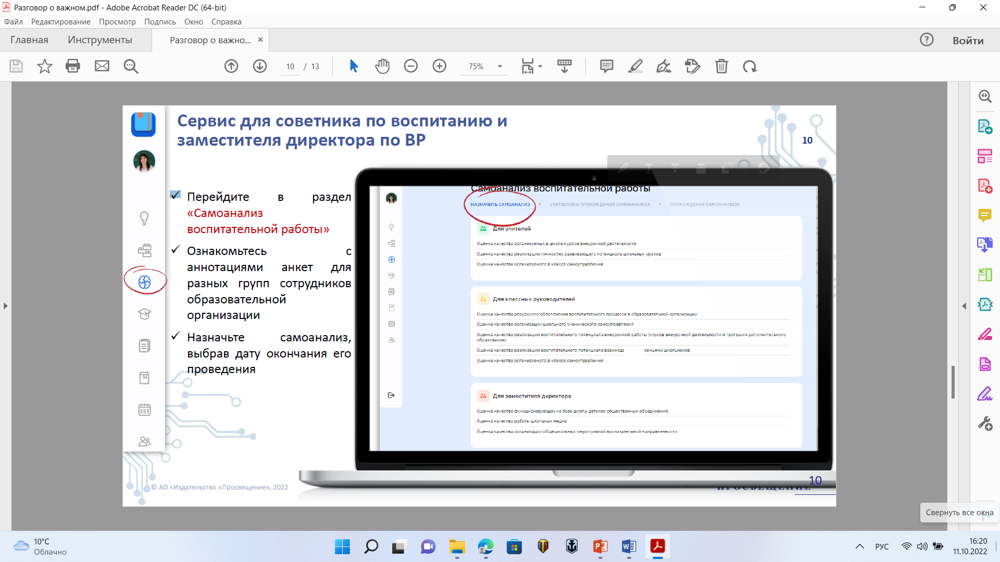 Разговор о важном.pdf - Adobe Acrobat Reader DC (64-bit)
Файл Редактирование Просмотр Подпись Окно Справка
Главная Инструменты Разговор о важно... × Войти
10 / 13 75%
Сервис для советника по воспитанию и
заместителя директора по ВР
10
Перейдите в раздел
«Самоанализ
воспитательной работы»
Ознакомьтесь с
аннотациями анкет для
разных групп сотрудников
образовательной
организации
Назначьте самоанализ,
выбрав дату окончания его
проведения
Самоанализ воспитательной работы
НАЗНАЧИТЬ САМОАНАЛИЗ • СТАТИСТИКА ПРОХОЖДЕНИЯ САМОАНАЛИЗА • ПРОХОЖДЕНИЕ САМОАНАЛИЗА
Для учителей
Оценка качества организуемых в школе курсов внеурочной деятельности
Оценка качества реализации личностно развивающего потенциала школьных уроков
Оценка качества организуемого в классе самоуправления
Для классных руководителей
Оценка качества ресурсного обеспечения воспитательного процесса в образовательной организации
Оценка качества организации школьного ученического самоуправления
Оценка качества реализации воспитательного потенциала внеурочной работы (курсов внеурочной деятельности и программ дополнительного
образования)
Оценка качества реализации воспитательного потенциала взаимоде семьями школьников
Оценка качества организуемого в классе самоуправления
Для заместителя директора
Оценка качества функционирующих на базе школы детских общественных объединений
Оценка качества работы школьных медиа
Оценка качества организации общешкольных мероприятий воспитательной направленности
© АО «Издательство «Просвещение», 2022
ПРОСВЕЩЕНИЕ
10
Свернуть все окна
10°C
Облачно
РУС
16:20
11.10.2022